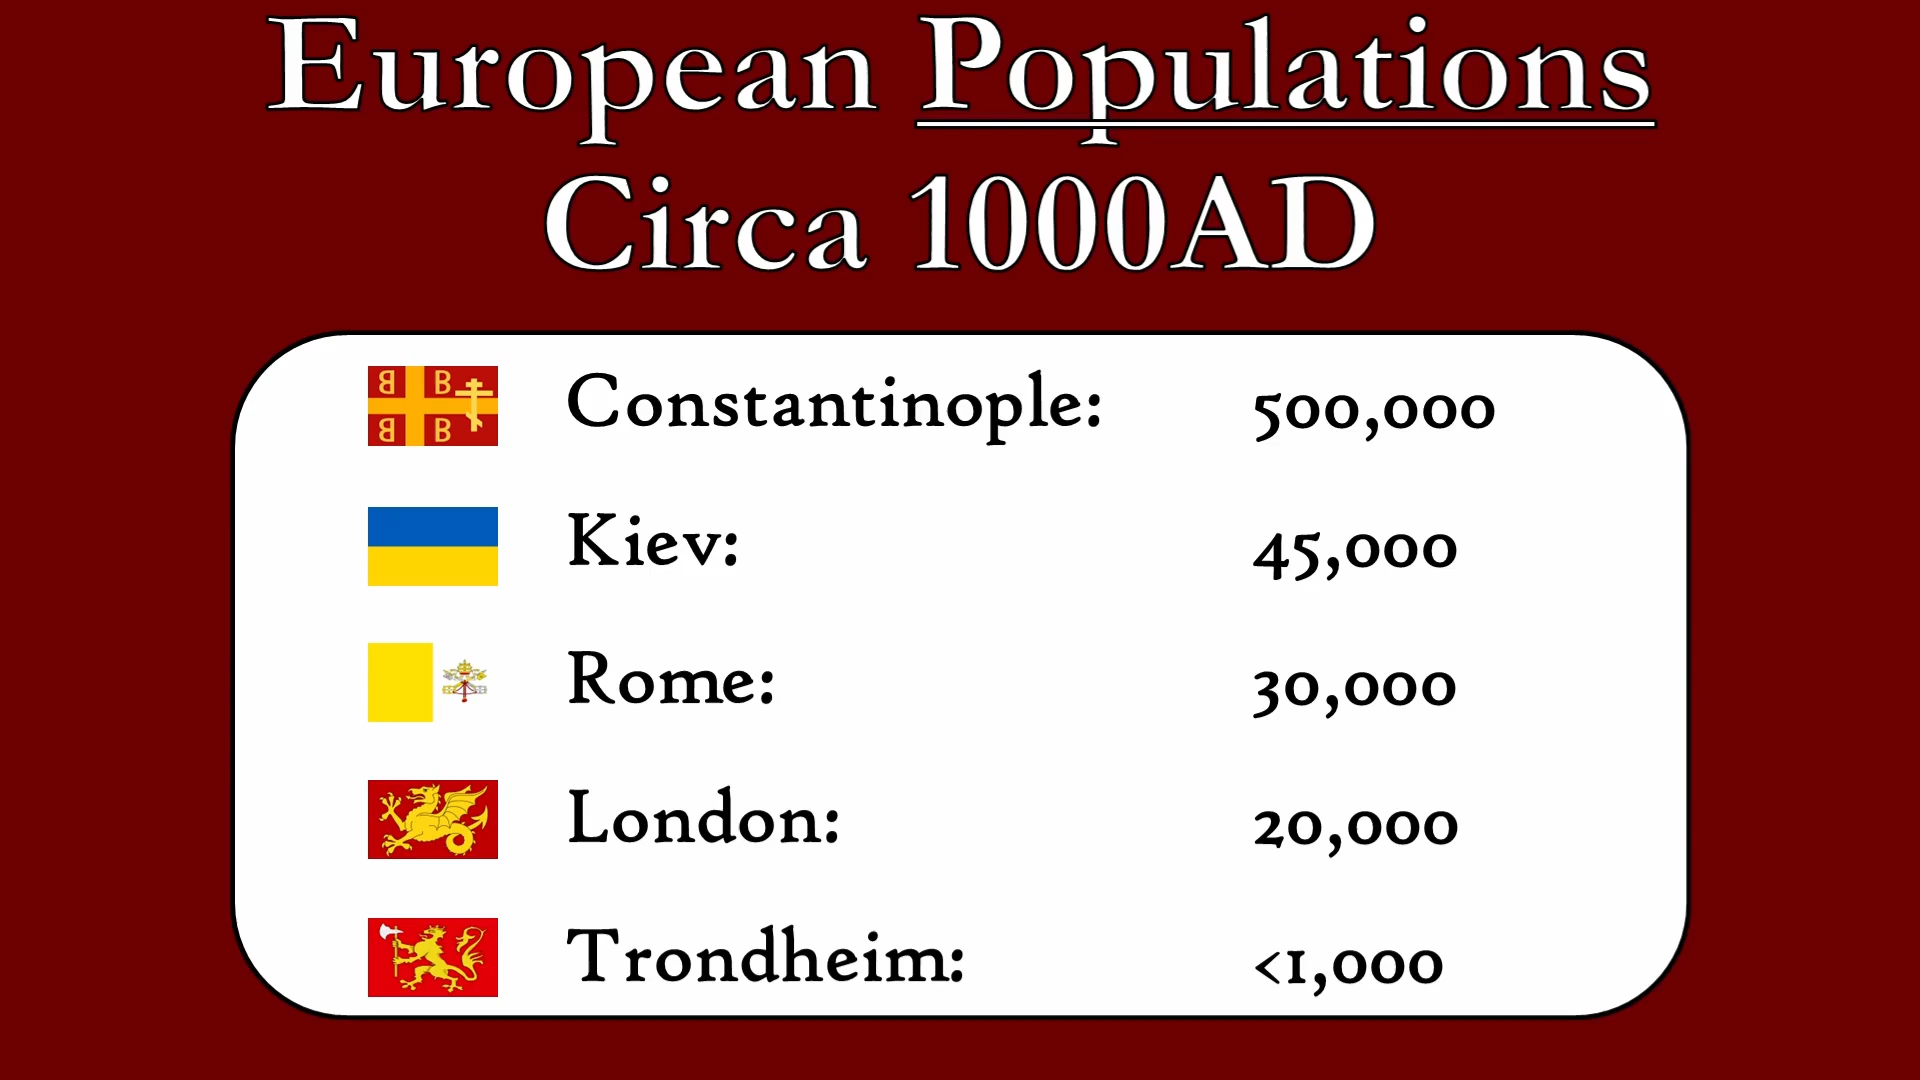 European Populations
Circa 1000AD
Constantinople: 500,000
Kiev: 45,000
Rome: 30,000
London: 20,000
Trondheim: <1,000